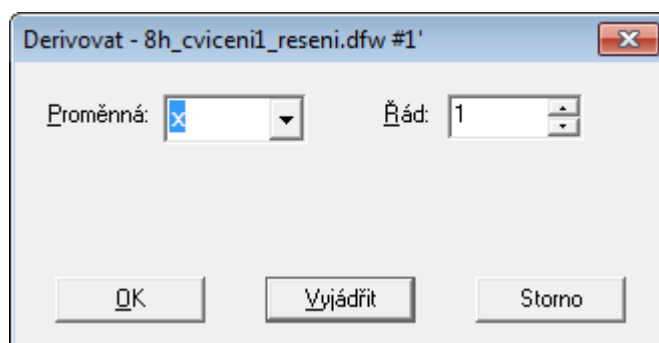 Derivovat - 8h_cviceni1_reseni.dfw #1'
Proměnná: x Řád: 1
OK Vyjádřit Storno